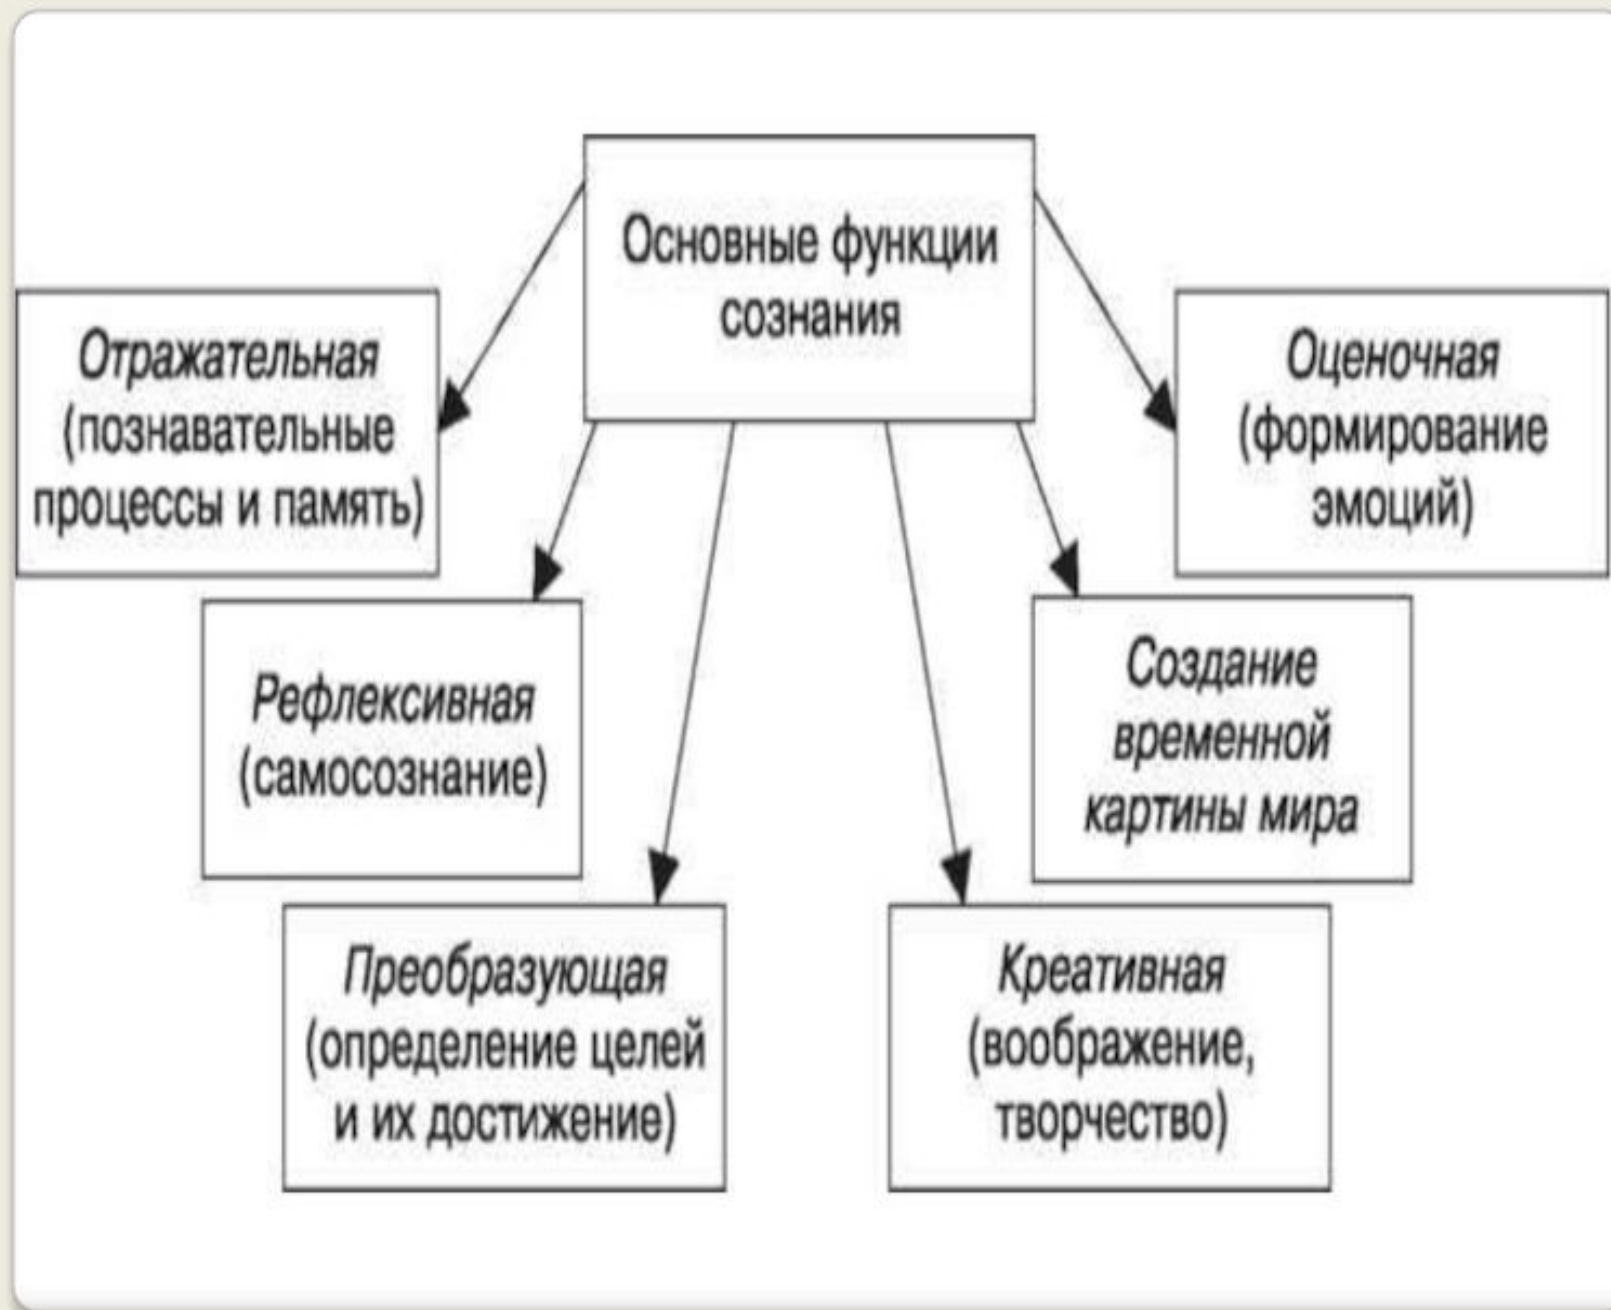 Основные функции
сознания
Отражательная
(познавательные
процессы и память)
Оценочная
(формирование
эмоций)
Рефлексивная
(самосознание)
Создание
временной
картины мира
Преобразующая
(определение целей
и их достижение)
Креативная
(воображение,
творчество)